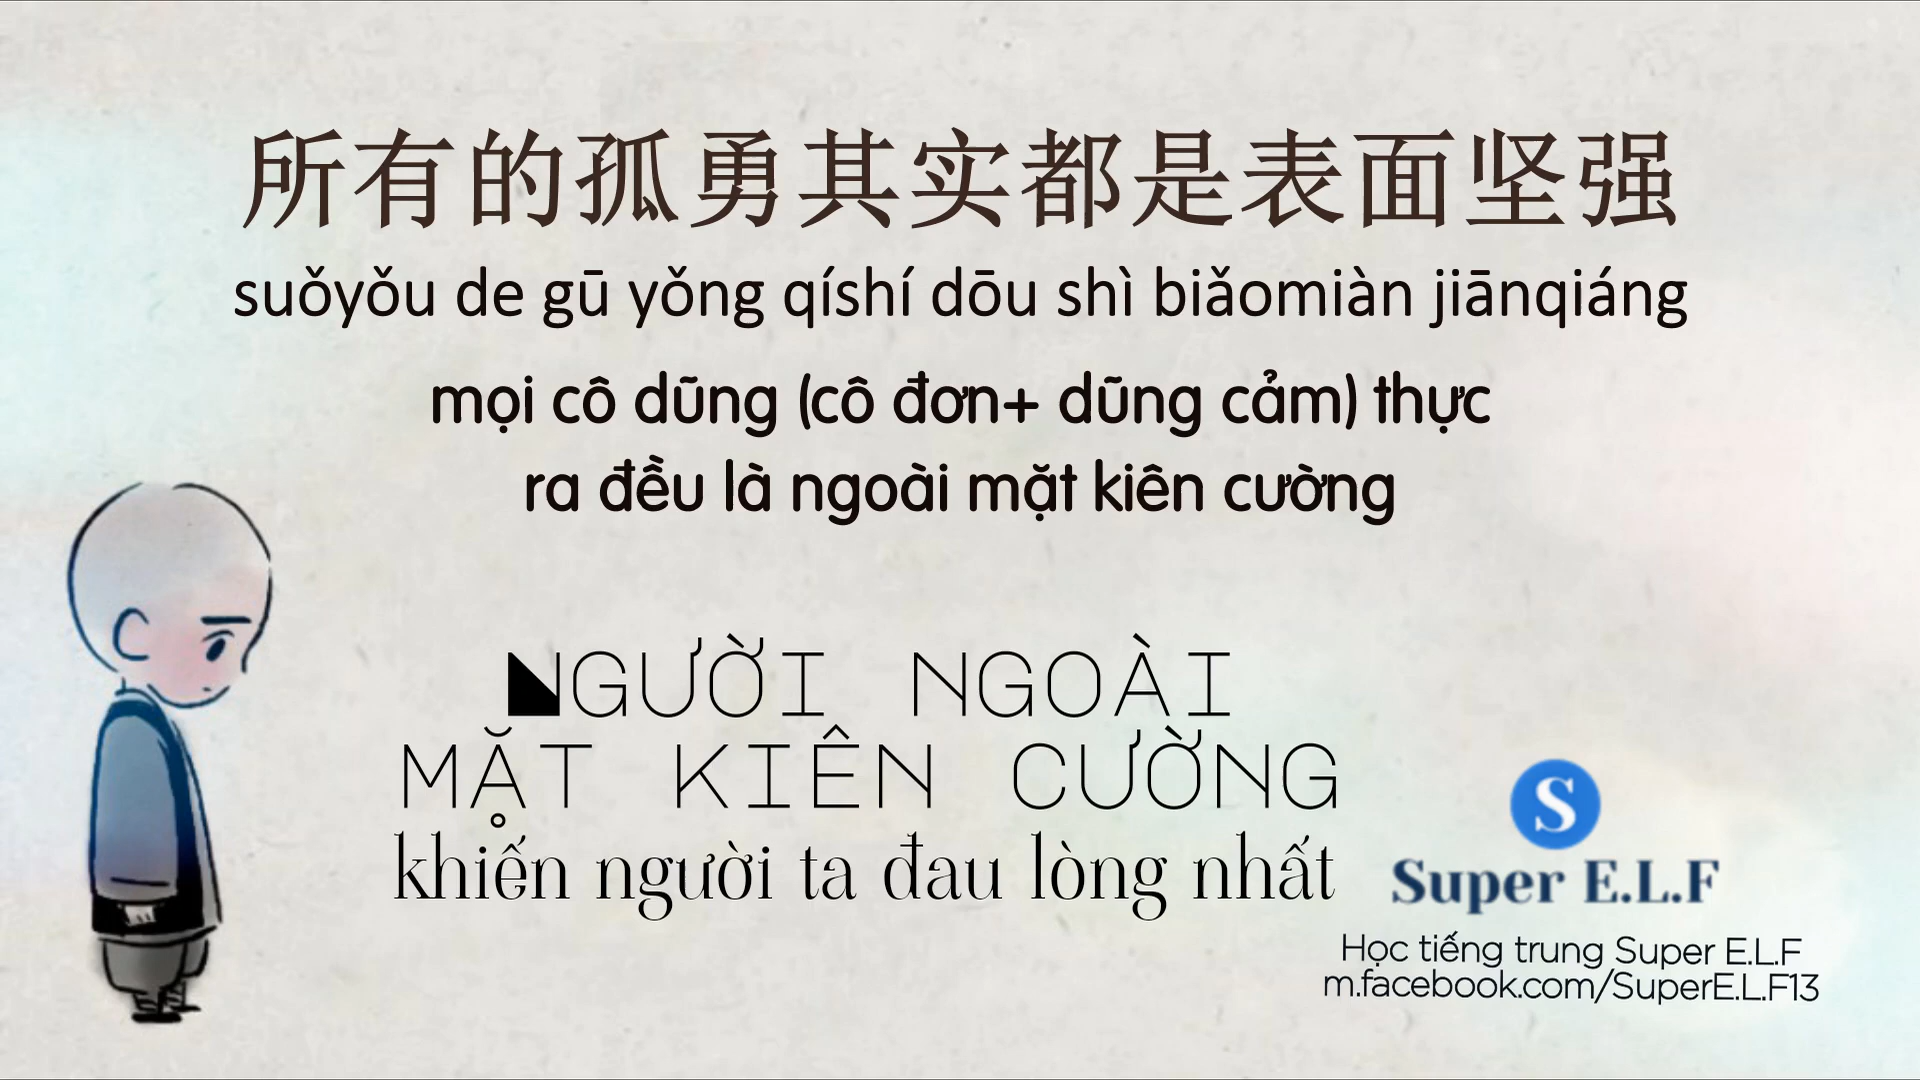 所有的孤勇其实都是表面坚强
suǒyǒu de gū yǒng qíshí dōu shì biǎomiàn jiānqiáng
mọi cô dũng (cô đơn+ dũng cảm) thực
ra đều là ngoài mặt kiên cường
NGƯỜI NGOÀI
MẶT KIÊN CƯỜNG
khiến người ta đau lòng nhất
S
Super E.L.F
Học tiếng trung Super E.L.F
m.facebook.com/SuperE.L.F13